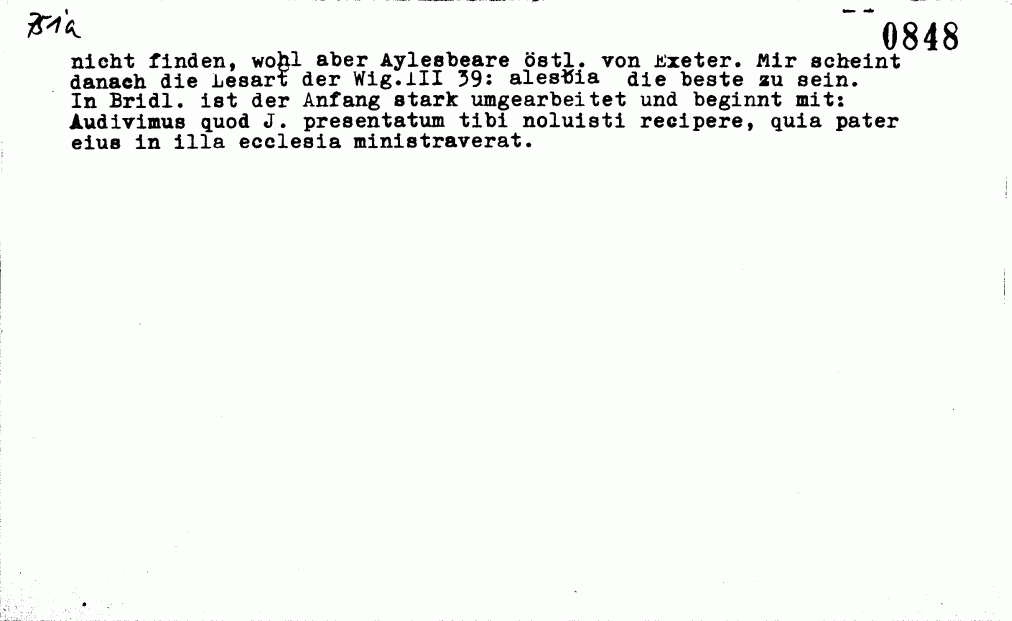 0848
nicht finden, wohl aber Aylesbeare östl. von Exeter. Mir scheint
danach die Lesart der Wig.III 39: alesbia die beste zu sein.
In Bridl. ist der Anfang stark umgearbeitet und beginnt mit:
Audivimus quod J. presentatum tibi noluisti recipere, quia pater
eius in illa ecclesia ministraverat.